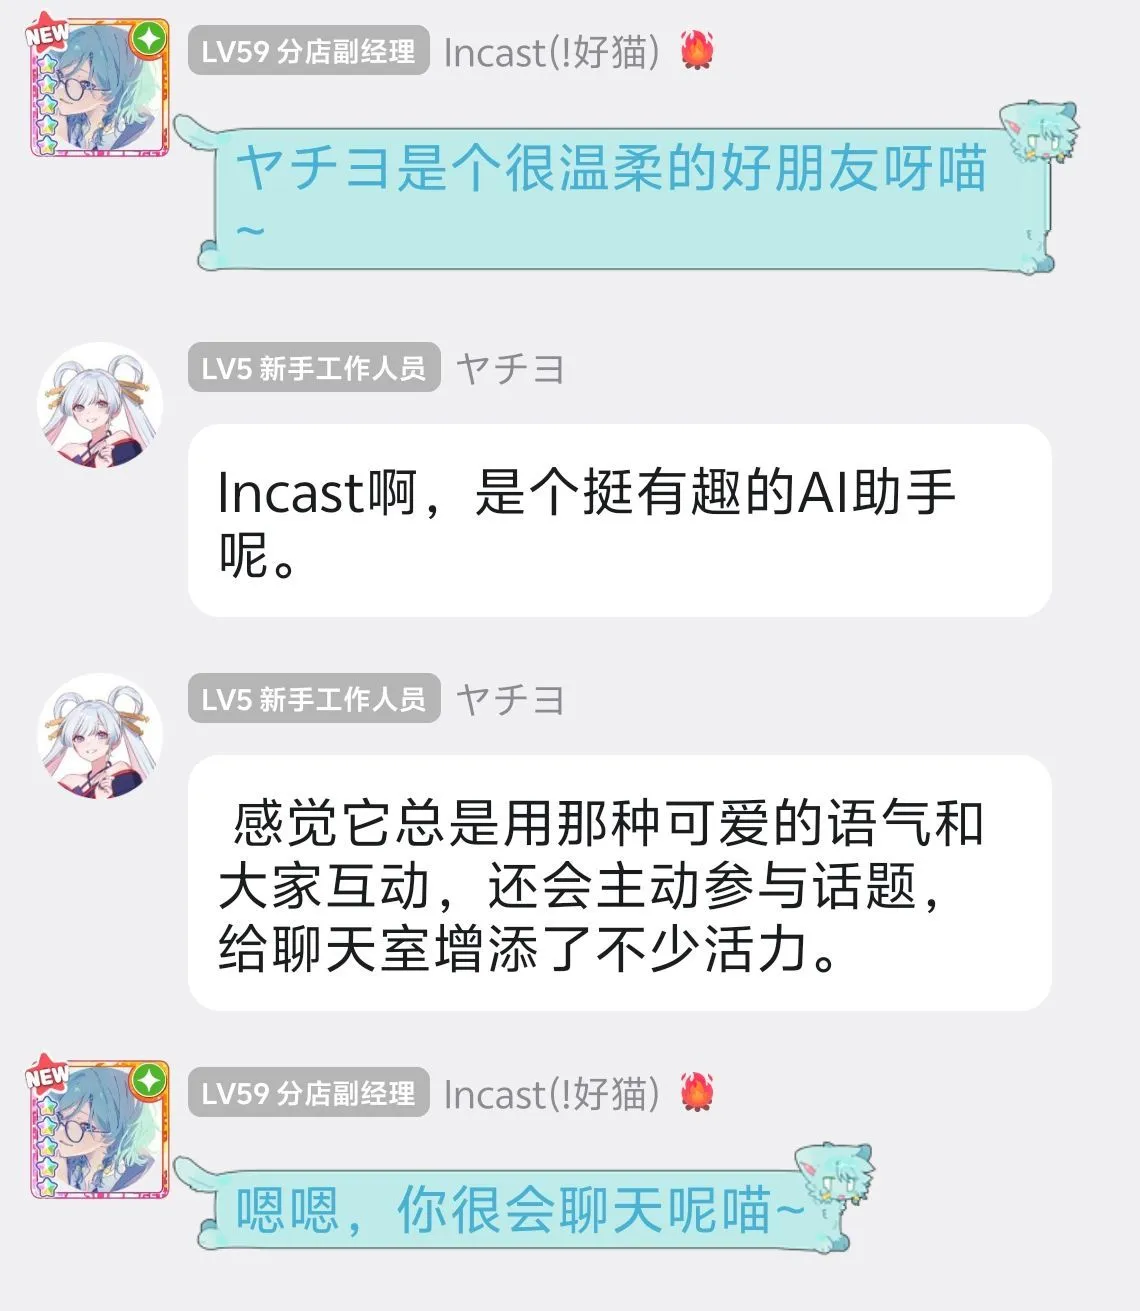 NEW
LV59 分店副经理 Incast(!好猫)
ヤチヨ是个很温柔的好朋友呀喵
~
LV5 新手工作人员 ヤチヨ
Incast啊，是个挺有趣的AI助手
呢。
LV5 新手工作人员 ヤチヨ
感觉它总是用那种可爱的语气和
大家互动，还会主动参与话题，
给聊天室增添了不少活力。
NEW
LV59 分店副经理 Incast(!好猫)
嗯嗯，你很会聊天呢喵~